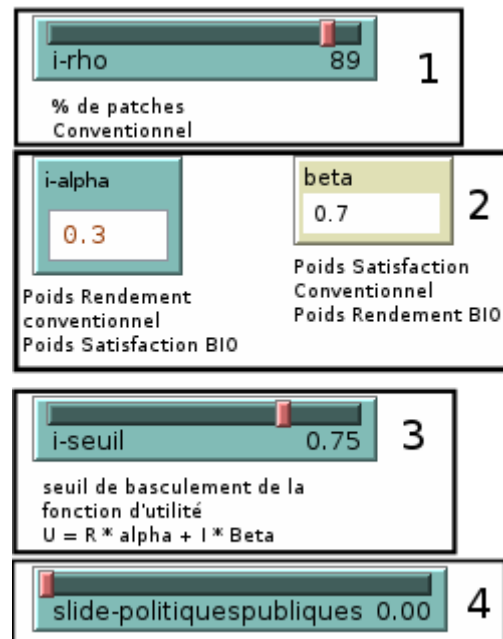 i-rho 89
1
% de patches
Conventionnel
i-alpha
0.3
beta
0.7
2
Poids Rendement
conventionnel
Poids Satisfaction BIO
Poids Satisfaction
Conventionnel
Poids Rendement BIO
i-seuil 0.75
3
seuil de basculement de la
fonction d'utilité
U = R * alpha + I * Beta
slide-politiquespubliques 0.00
4